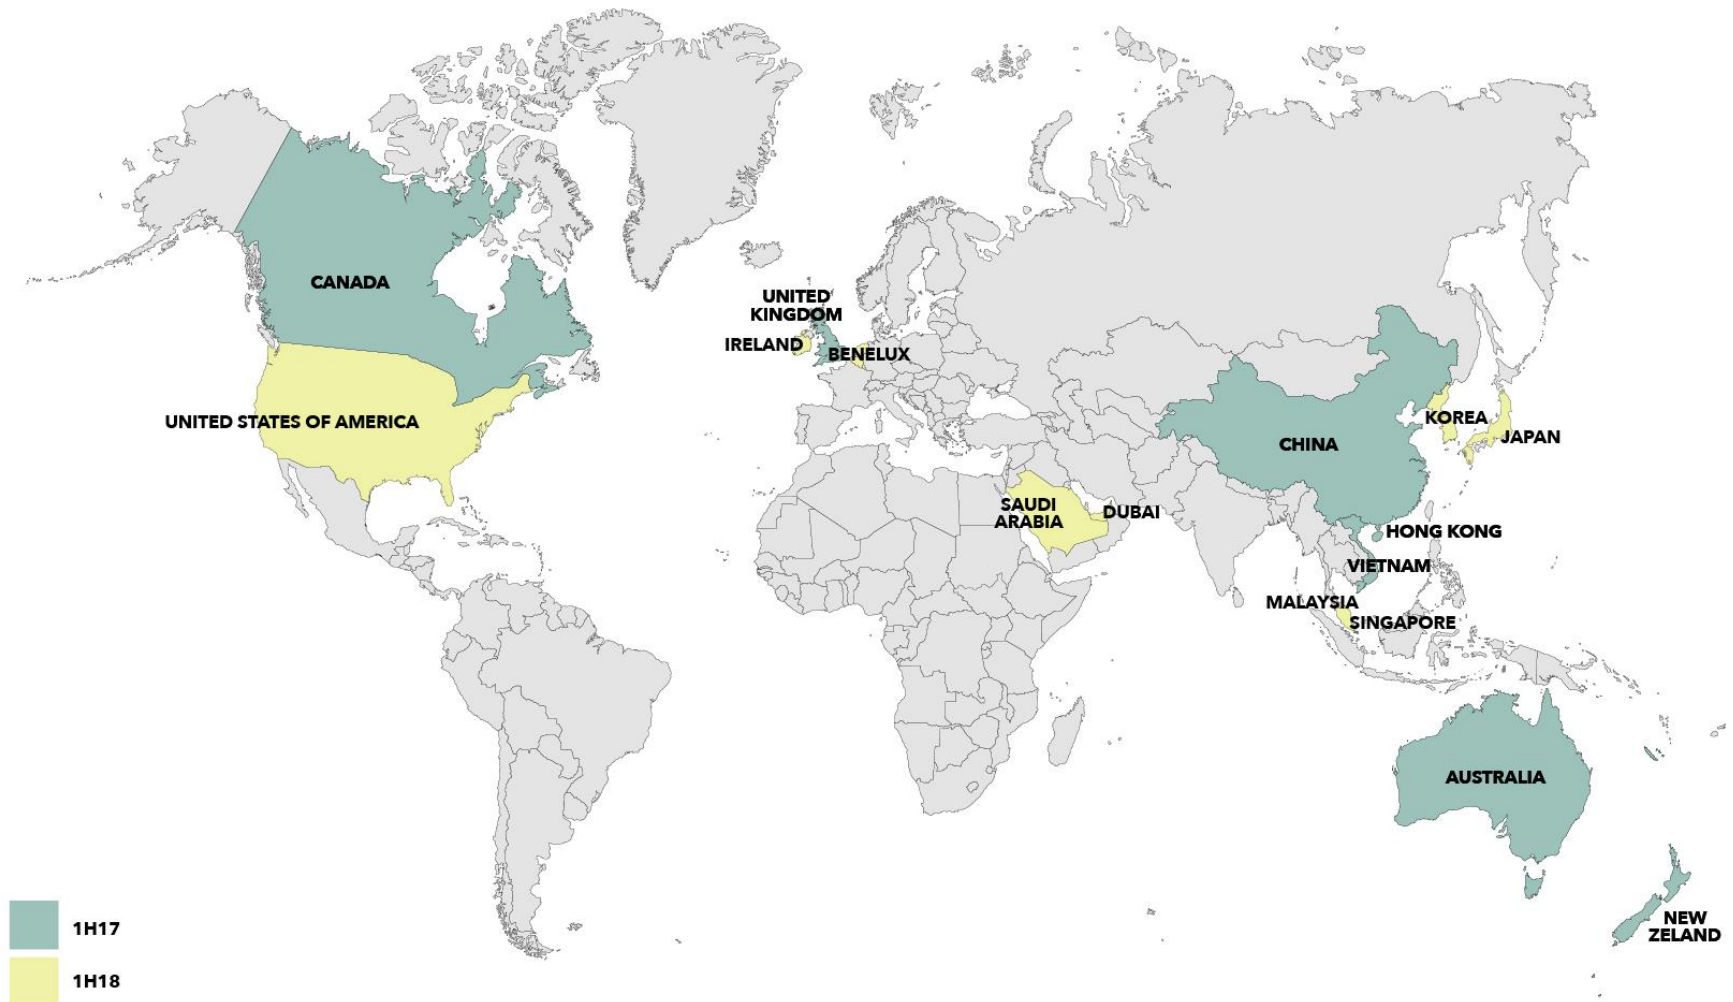 CANADA
UNITED STATES OF AMERICA
UNITED
KINGDOM
IRELAND
BENELUX
SAUDI
ARABIA
DUBAI
CHINA
KOREA
JAPAN
HONG KONG
VIETNAM
MALAYSIA
SINGAPORE
AUSTRALIA
NEW
ZELAND
1H17
1H18